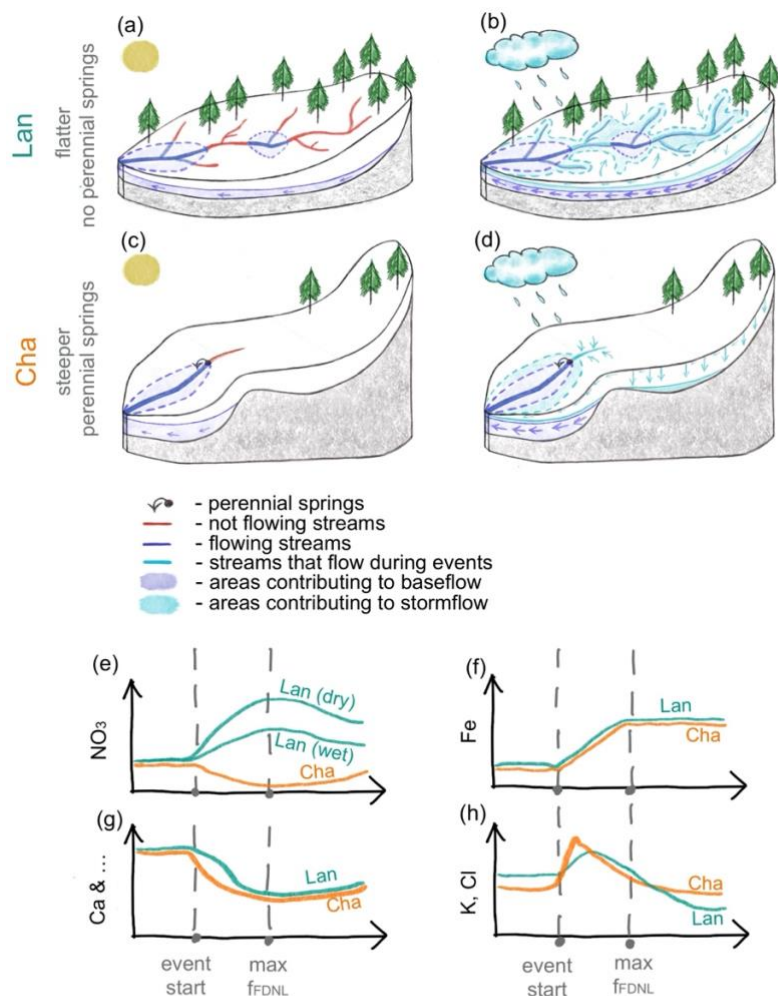 (a)
(b)
Lan
flatter
no perennial springs
(c)
(d)
Cha
steeper
perennial springs
- perennial springs
- not flowing streams
- flowing streams
- streams that flow during events
- areas contributing to baseflow
- areas contributing to stormflow
(e)
NO3
Lan (dry)
Lan (wet)
Cha
(f)
Fe
Lan
Cha
(g)
Ca & ...
Lan
Cha
(h)
K, Cl
Cha
Lan
event
start
max
fFDNL
event
start
max
fFDNL